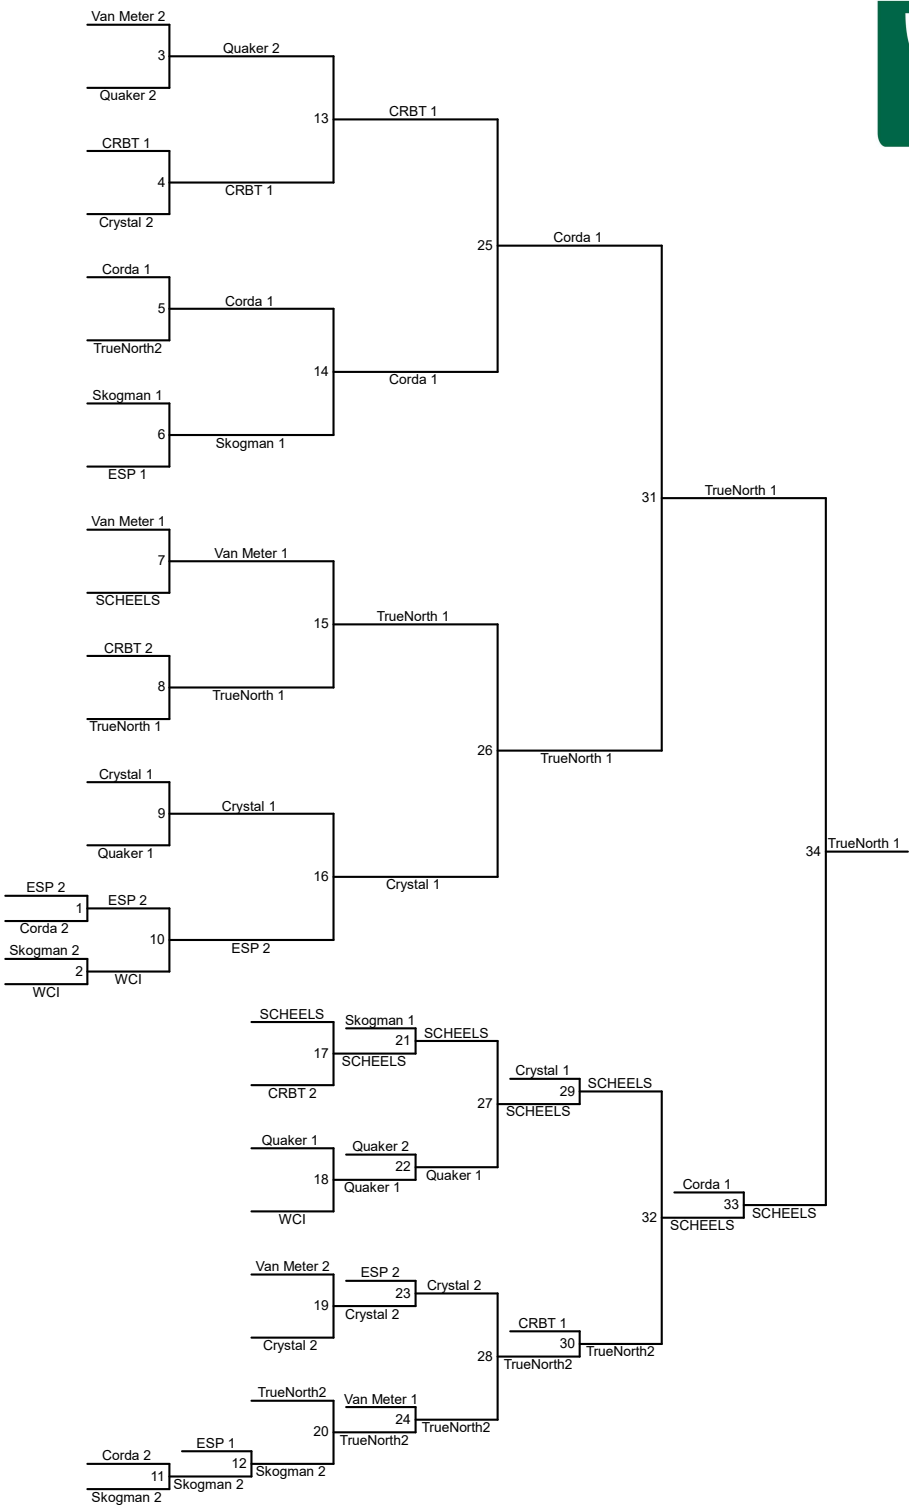 Van Meter 2
3
Quaker 2
Quaker 2
13
CRBT 1
CRBT 1
4
CRBT 1
Crystal 2
25
Corda 1
Corda 1
5
Corda 1
TrueNorth2
14
Corda 1
Skogman 1
6
Skogman 1
ESP 1
31
TrueNorth 1
Van Meter 1
7
Van Meter 1
SCHEELS
15
TrueNorth 1
CRBT 2
8
TrueNorth 1
TrueNorth 1
26
TrueNorth 1
Crystal 1
9
Crystal 1
Quaker 1
34
TrueNorth 1
16
Crystal 1
ESP 2
1
ESP 2
Corda 2
10
ESP 2
Skogman 2
2
WCI
WCI
SCHEELS
Skogman 1
21
SCHEELS
17
SCHEELS
CRBT 2
Crystal 1
29
SCHEELS
27
SCHEELS
Quaker 1
Quaker 2
22
Quaker 1
18
Quaker 1
WCI
Corda 1
33
SCHEELS
32
SCHEELS
Van Meter 2
ESP 2
23
Crystal 2
19
Crystal 2
Crystal 2
CRBT 1
30
TrueNorth2
28
TrueNorth2
TrueNorth2
Van Meter 1
24
TrueNorth2
20
TrueNorth2
ESP 1
12
Skogman 2
Corda 2
11
Skogman 2
Skogman 2